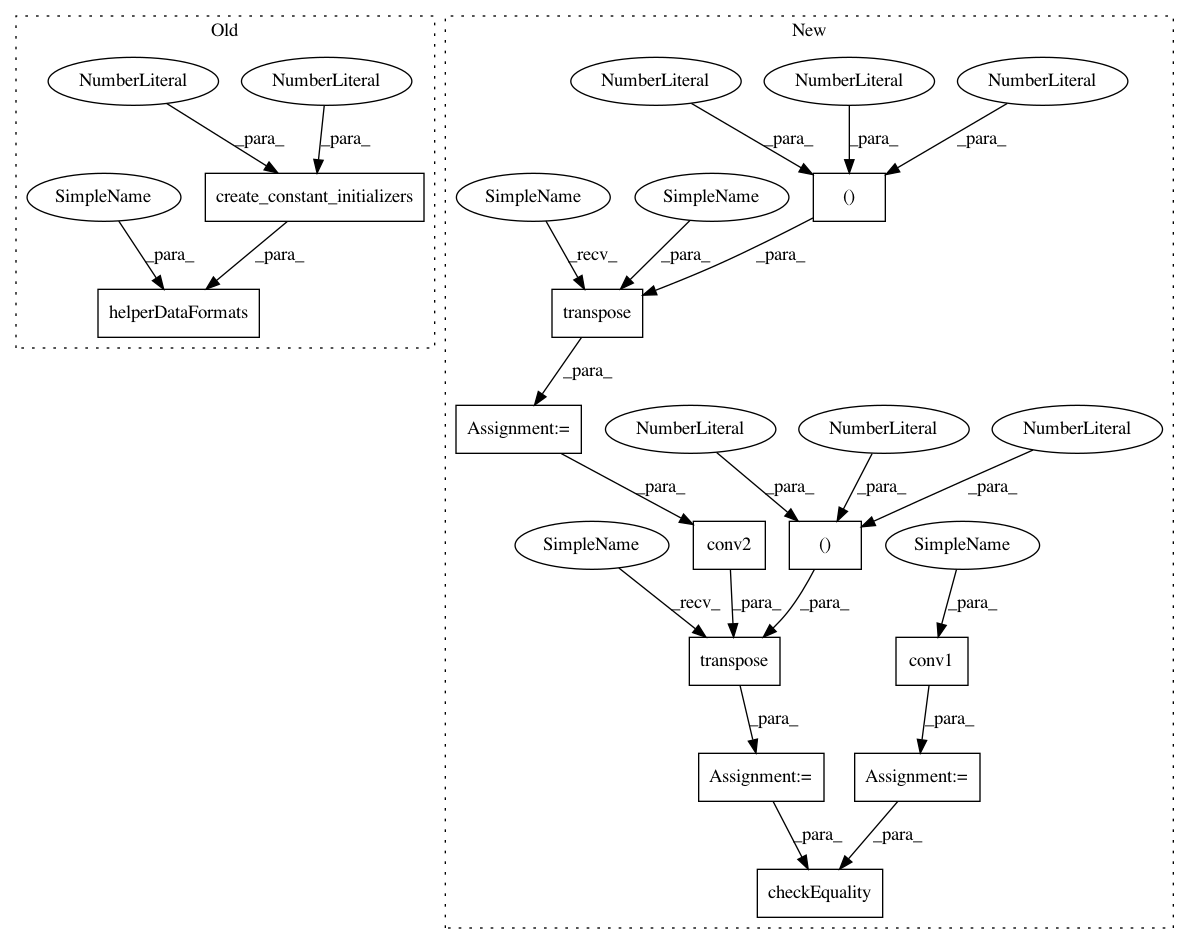 Old
New
NumberLiteral
NumberLiteral
NumberLiteral
NumberLiteral
NumberLiteral
_para_
_para_
_para_
_para_
_para_
SimpleName
create_constant_initializers
SimpleName
SimpleName
()
_para_
_para_
_recv_
_para_
_para_
helperDataFormats
transpose
_para_
Assignment:=
NumberLiteral
NumberLiteral
NumberLiteral
_para_
_para_
_para_
_para_
SimpleName
conv2
()
SimpleName
_recv_
_para_
_para_
_para_
transpose
conv1
_para_
_para_
Assignment:=
Assignment:=
_para_
_para_
checkEquality